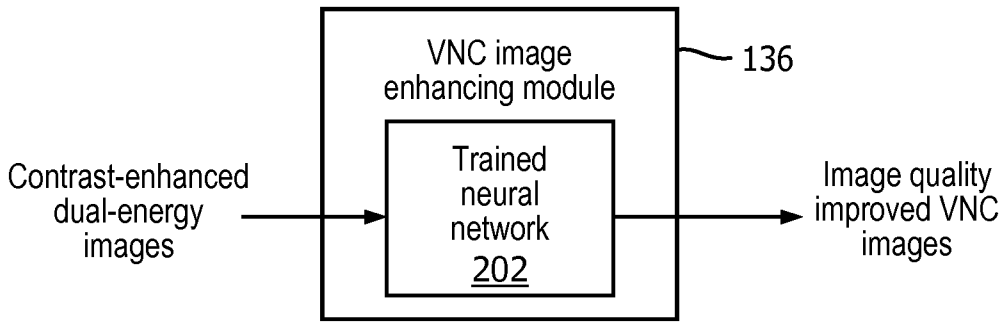 VNC image
enhancing module
136
Contrast-enhanced
dual-energy
images
Trained
neural
network
202
Image quality
improved VNC
images